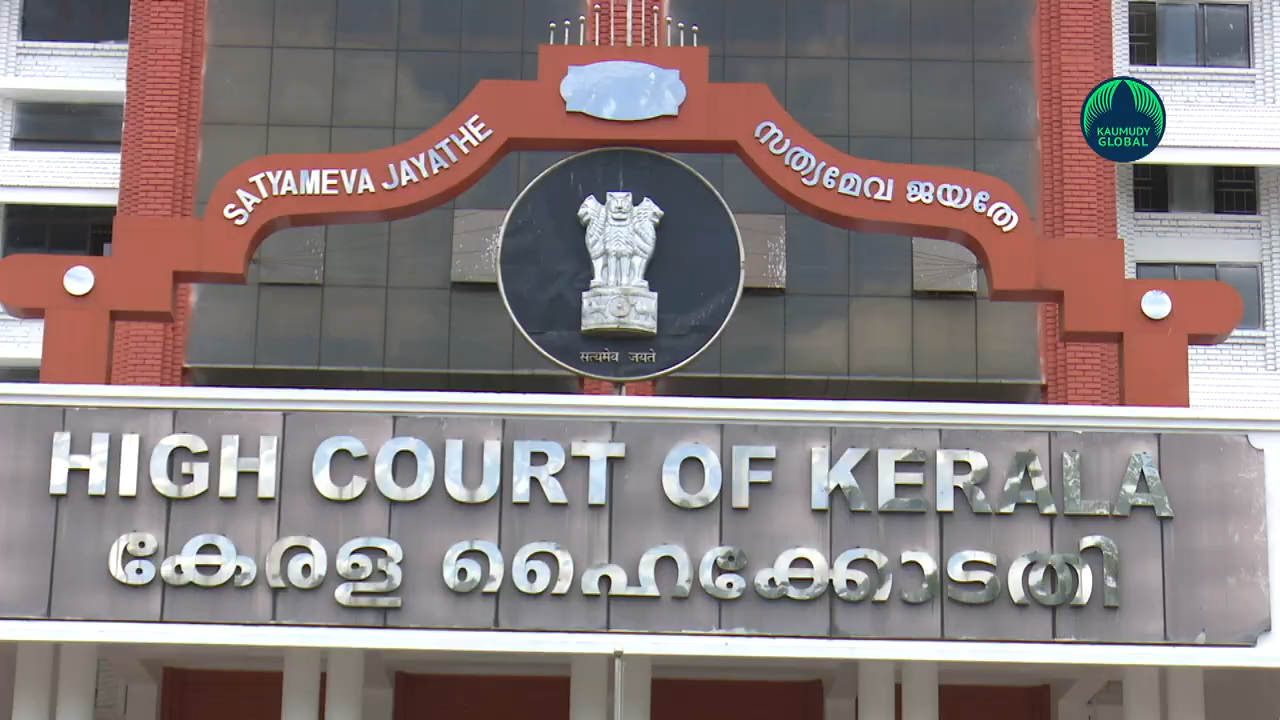 SATYAMEVA JAYATHE
സത്യമേവ ജയതേ
KAUMUDY
GLOBAL
सत्यमेव जयते
HIGH COURT OF KERALA
കേരള ഹൈക്കോടതി